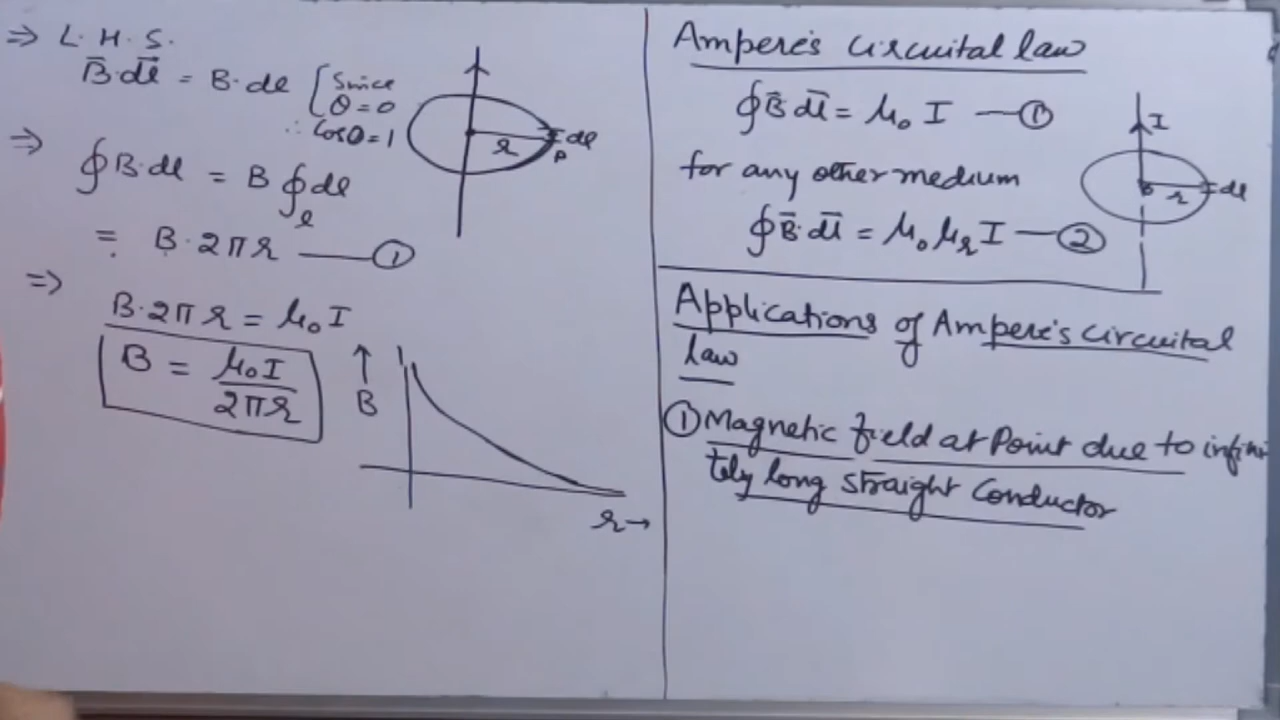 ⇒ L.H.S.
B̄·dl̄ = B·dl [Since
θ = 0
∴ Cosθ = 1
dl
r
P
⇒
∮B·dl = B ∮dl
l
= B·2πr —— ①
⇒
B·2πr = μ₀I
B = μ₀I / 2πr
↑
B
r→
Ampere's Circuital law
∮B̄·dl̄ = μ₀ I — ①
I
for any other medium
r dl
∮B̄·dl̄ = μ₀μᵣI — ②
Applications of Ampere's Circuital
law
① Magnetic field at Point due to infini
tely long straight Conductor